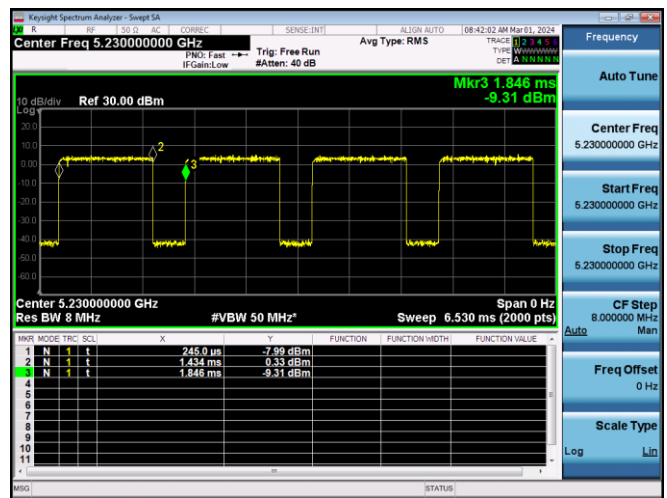 Keysight Spectrum Analyzer - Swept SA
R RF 50 Ω AC CORREC SENSE:INT ALIGN AUTO 08:42:02 AM Mar 01, 2024
Center Freq 5.230000000 GHz
PNO: Fast
IFGain:Low
Trig: Free Run
#Atten: 40 dB
Avg Type: RMS
TRACE 1 2 3 4 5 6
TYPE W
DET A N N N N N
Mkr3 1.846 ms
-9.31 dBm
10 dB/div Ref 30.00 dBm
Log
20.0
10.0
0.00
-10.0
-20.0
-30.0
-40.0
-50.0
-60.0
2
3
Center 5.230000000 GHz Span 0 Hz
Res BW 8 MHz #VBW 50 MHz* Sweep 6.530 ms (2000 pts)
MKR MODE TRC SCL X Y FUNCTION FUNCTION WIDTH FUNCTION VALUE
1 N 1 t 245.0 µs -7.99 dBm
2 N 1 t 1.434 ms 0.33 dBm
3 N 1 t 1.846 ms -9.31 dBm
4
5
6
7
8
9
10
11
MSG STATUS
Frequency
Auto Tune
Center Freq
5.230000000 GHz
Start Freq
5.230000000 GHz
Stop Freq
5.230000000 GHz
CF Step
8.000000 MHz
Auto Man
Freq Offset
0 Hz
Scale Type
Log Lin